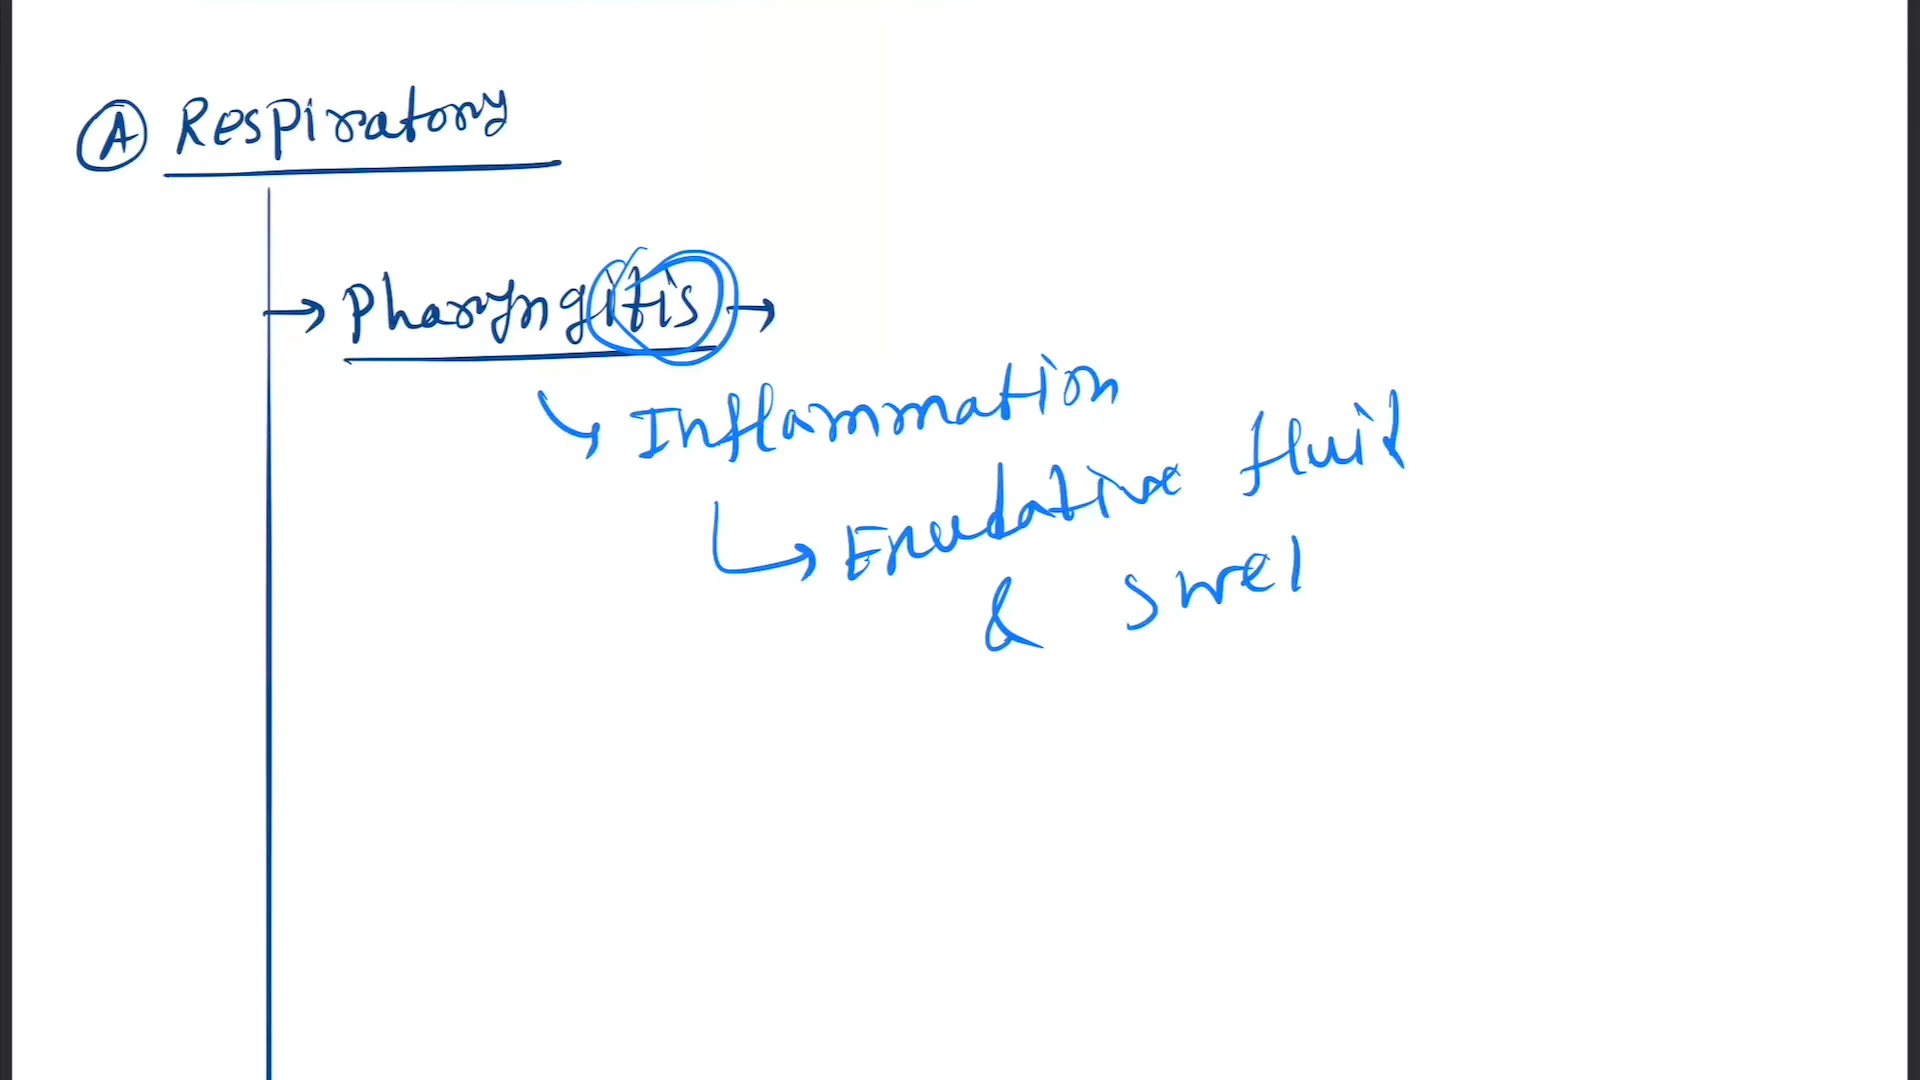 A Respiratory
→ Pharyngitis →
↘ Inflammation
↳ Exudative fluid
& swel